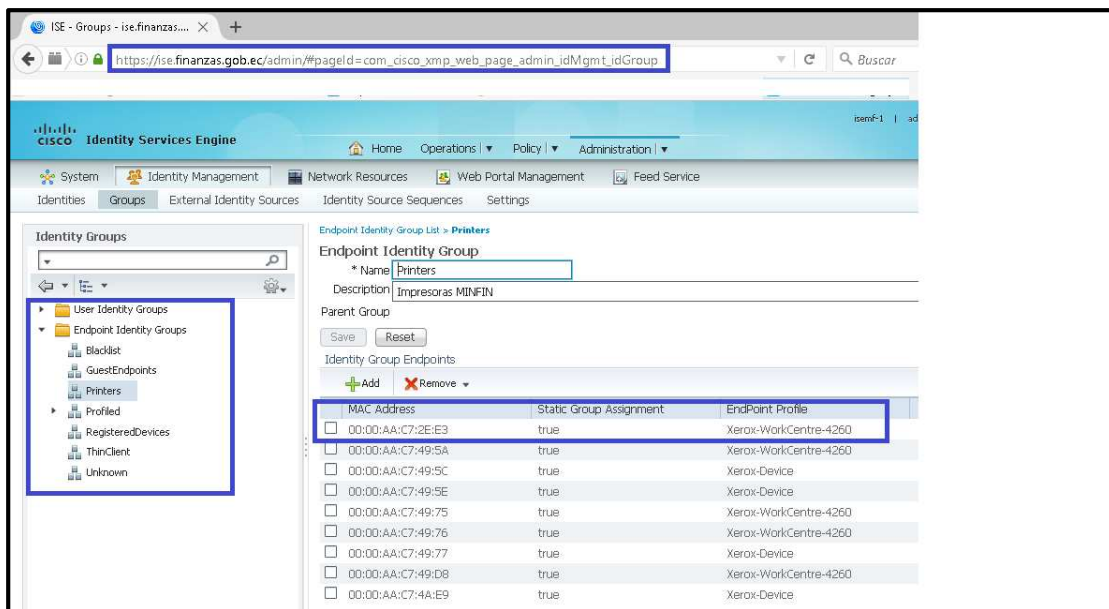 ISE - Groups - ise.finanzas....
https://ise.finanzas.gob.ec/admin/#pageId=com_cisco_xmp_web_page_admin_idMgmt_idGroup
Buscar
isemf-1 | ad
CISCO Identity Services Engine
Home Operations | Policy | Administration |
System Identity Management Network Resources Web Portal Management Feed Service
Identities Groups External Identity Sources Identity Source Sequences Settings
Identity Groups
User Identity Groups
Endpoint Identity Groups
Blacklist
GuestEndpoints
Printers
Profiled
RegisteredDevices
ThinClient
Unknown
Endpoint Identity Group List > Printers
Endpoint Identity Group
* Name Printers
Description Impresoras MINFIN
Parent Group
Save Reset
Identity Group Endpoints
Add Remove
MAC Address Static Group Assignment EndPoint Profile
00:00:AA:C7:2E:E3 true Xerox-WorkCentre-4260
00:00:AA:C7:49:5A true Xerox-WorkCentre-4260
00:00:AA:C7:49:5C true Xerox-Device
00:00:AA:C7:49:5E true Xerox-Device
00:00:AA:C7:49:75 true Xerox-WorkCentre-4260
00:00:AA:C7:49:76 true Xerox-WorkCentre-4260
00:00:AA:C7:49:77 true Xerox-Device
00:00:AA:C7:49:D8 true Xerox-WorkCentre-4260
00:00:AA:C7:4A:E9 true Xerox-Device